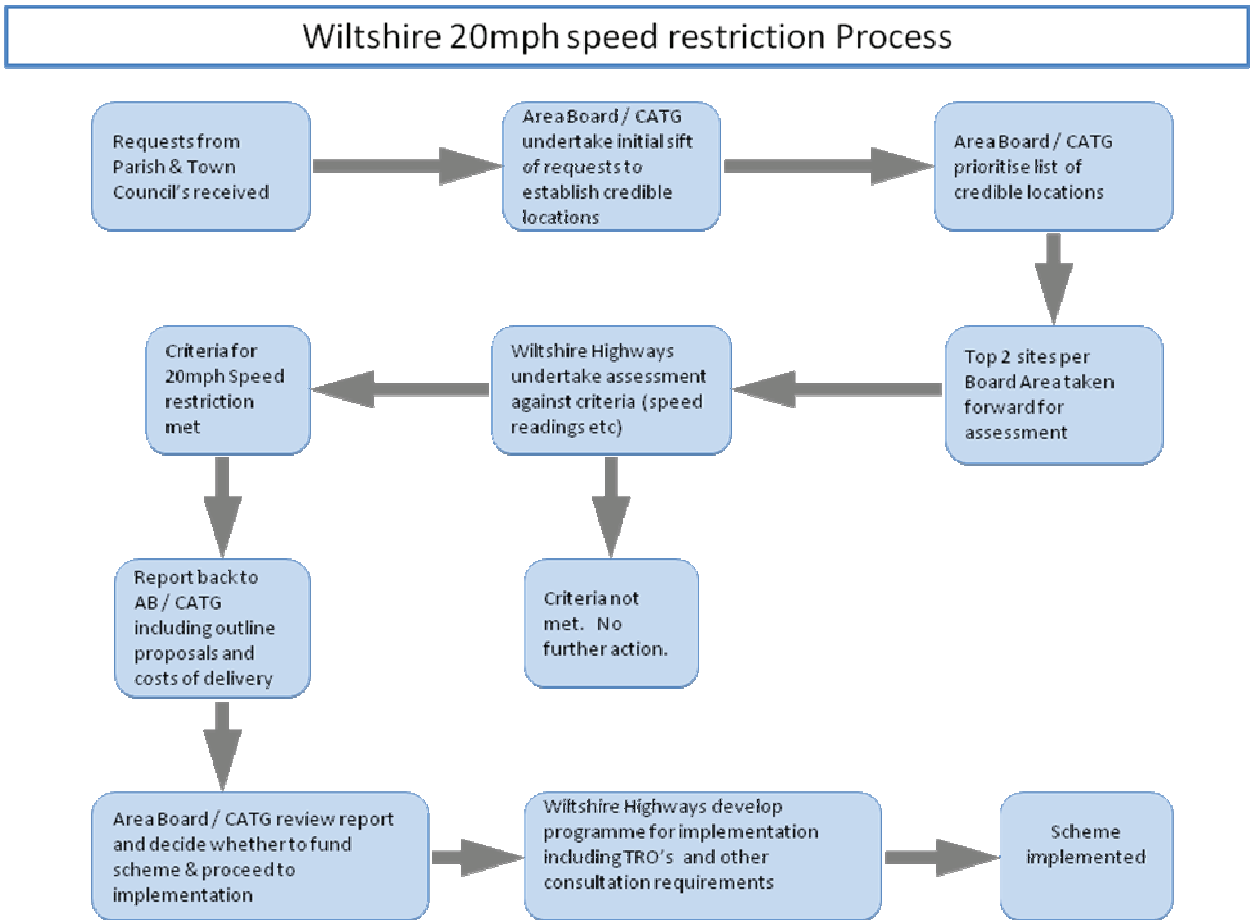 Wiltshire 20mph speed restriction Process
Requests from
Parish & Town
Council's received
Area Board / CATG
undertake initial sift
of requests to
establish credible
locations
Area Board / CATG
prioritise list of
credible locations
Top 2 sites per
Board Area taken
forward for
assessment
Wiltshire Highways
undertake assessment
against criteria (speed
readings etc)
Criteria for
20mph Speed
restriction
met
Criteria not
met. No
further action.
Report back to
AB / CATG
including outline
proposals and
costs of delivery
Area Board / CATG review report
and decide whether to fund
scheme & proceed to
implementation
Wiltshire Highways develop
programme for implementation
including TRO's and other
consultation requirements
Scheme
implemented